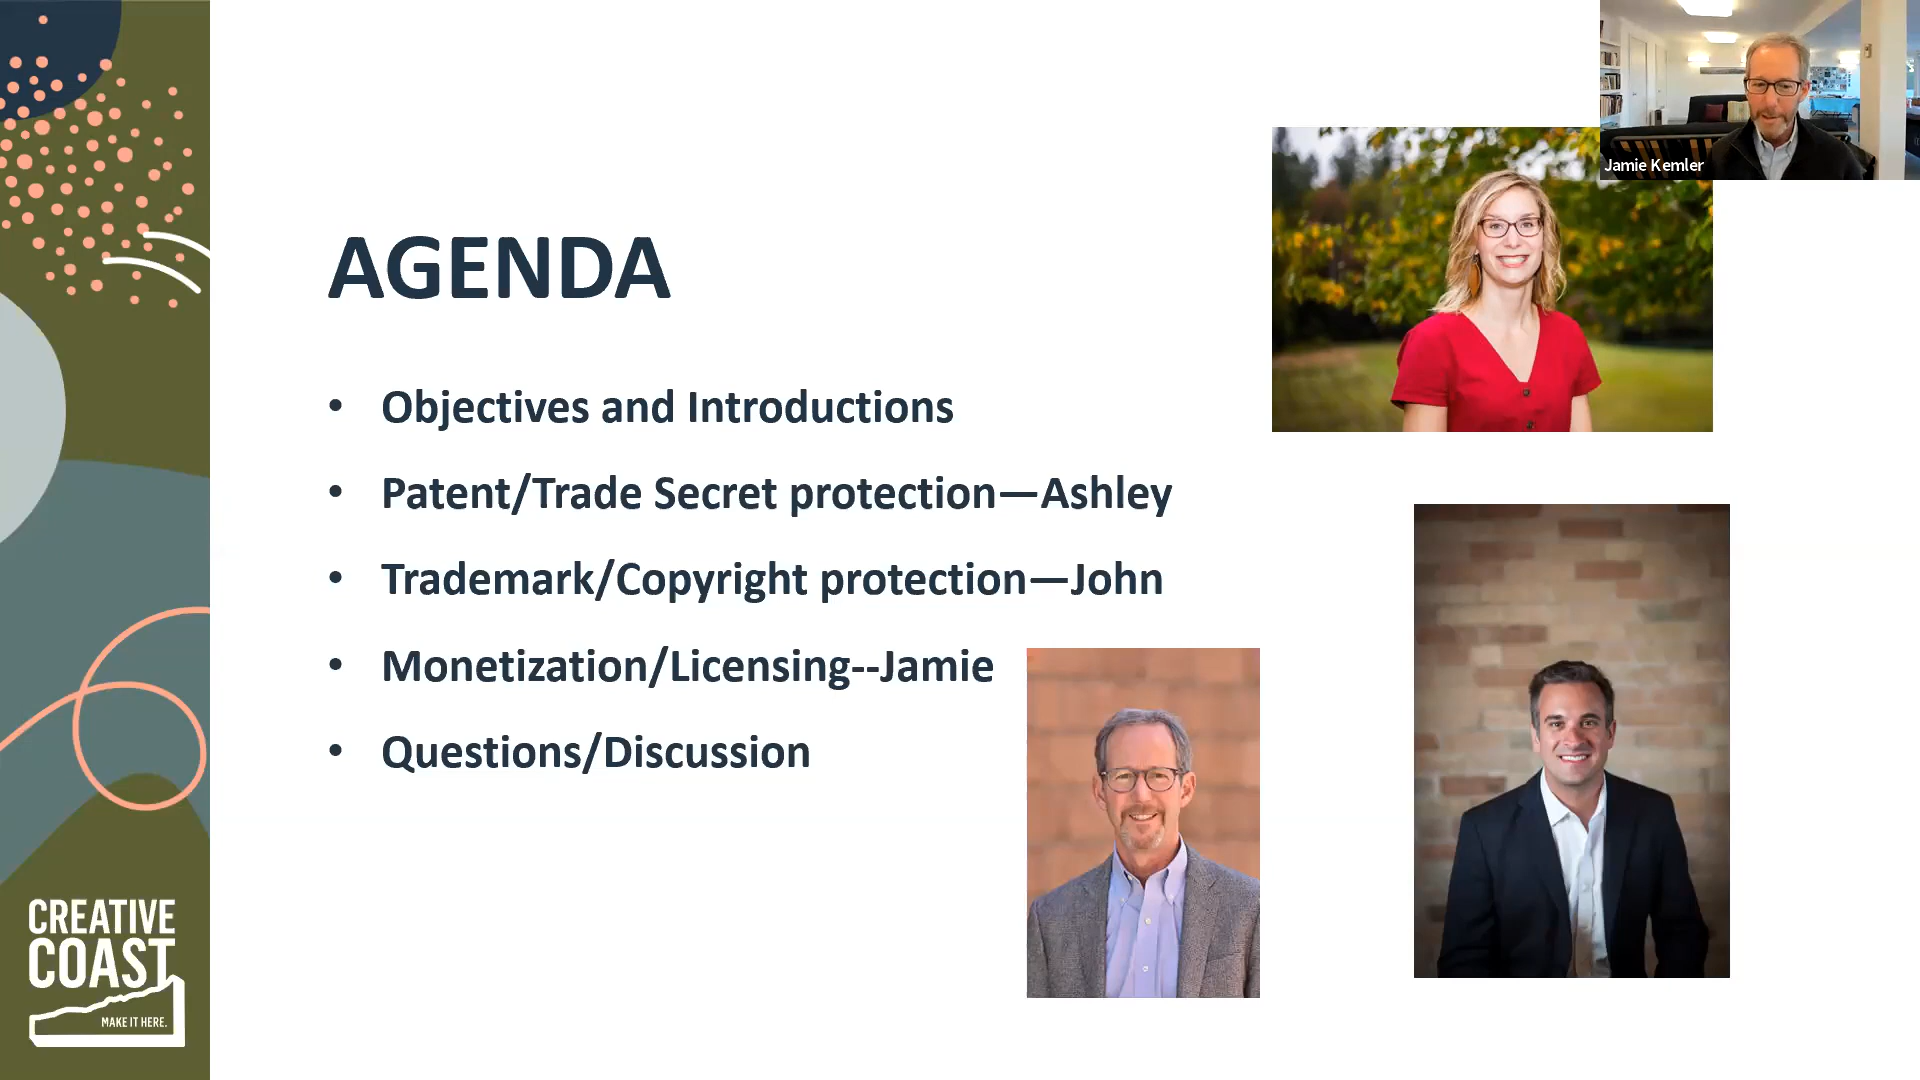 Jamie Kemler
AGENDA
• Objectives and Introductions
• Patent/Trade Secret protection—Ashley
• Trademark/Copyright protection—John
• Monetization/Licensing--Jamie
• Questions/Discussion
CREATIVE
COAST
MAKE IT HERE.